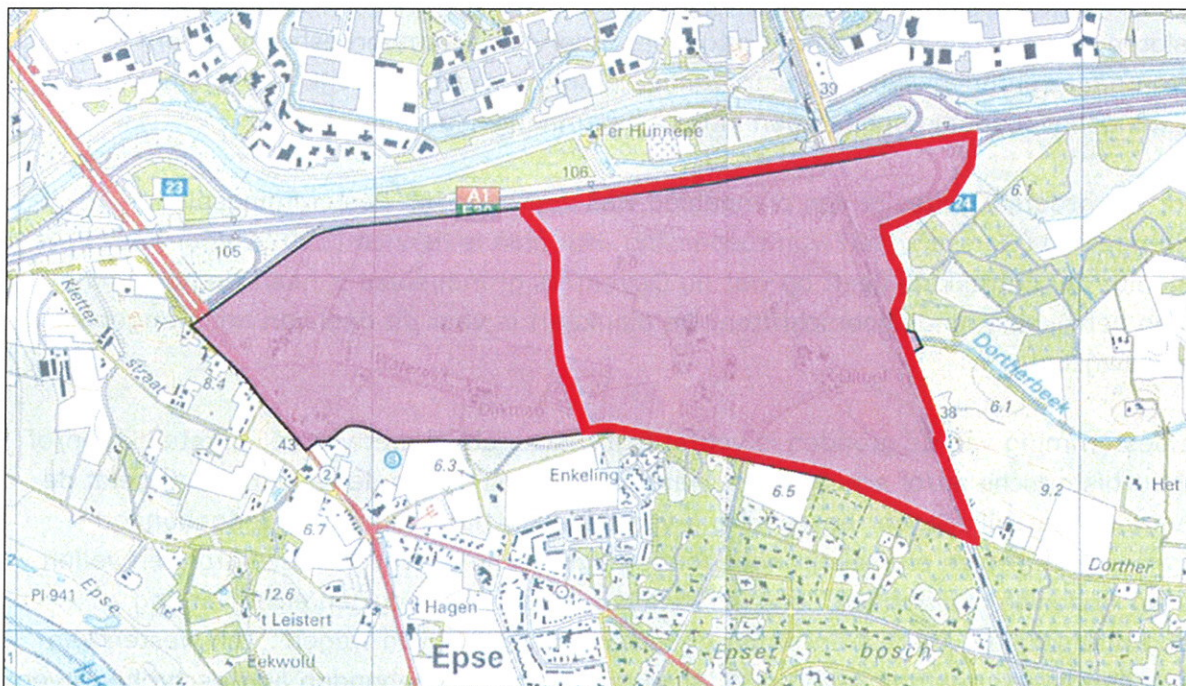 39
Ter Hunnepe
106
23
A1
E30
6.1
24
105
Kletter
straat
8.4
Dortherbeek
38
6.1
43
2
6.3
Enkeling
6.5
9.2
Het
6.7
Dorther
Epse
Pl 941
12.6
't Leistert
't Hagen
Eekwold
Epse
Epser bosch